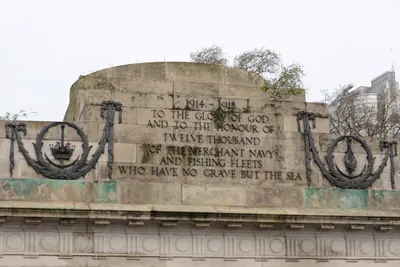 1914 - 1918
TO THE GLORY OF GOD
AND TO THE HONOUR OF
TWELVE THOUSAND
OF THE MERCHANT NAVY
AND FISHING FLEETS
WHO HAVE NO GRAVE BUT THE SEA